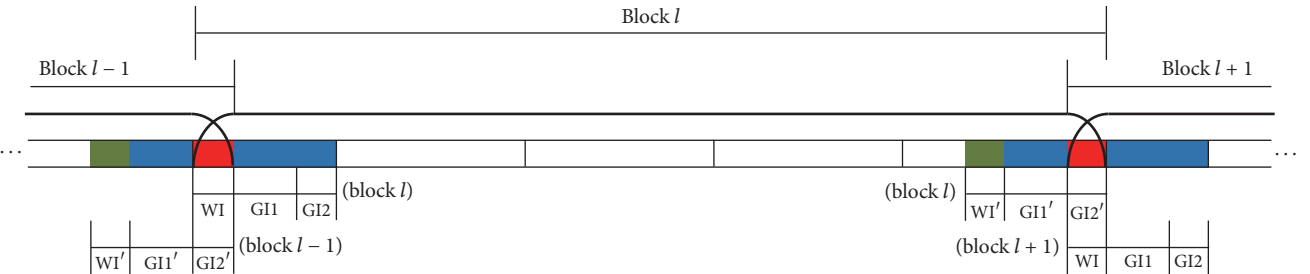 Block l
Block l − 1
Block l + 1
... ...
(block l) (block l)
WI GI1 GI2 WI′ GI1′ GI2′
(block l − 1) (block l + 1)
WI′ GI1′ GI2′ WI GI1 GI2